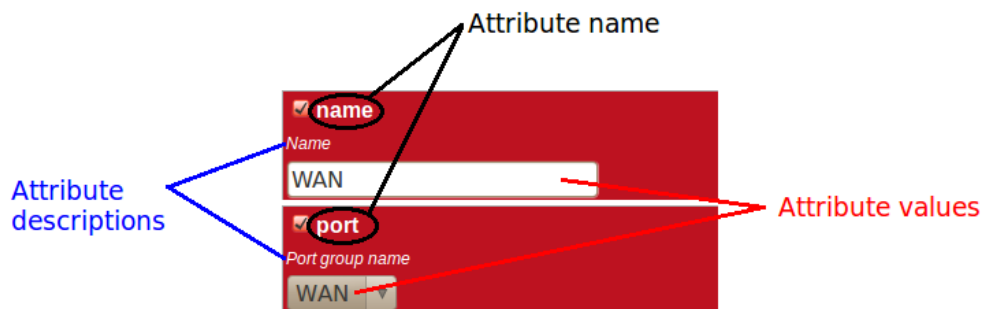 Attribute name
name
Name
WAN
Attribute
descriptions
Attribute values
port
Port group name
WAN